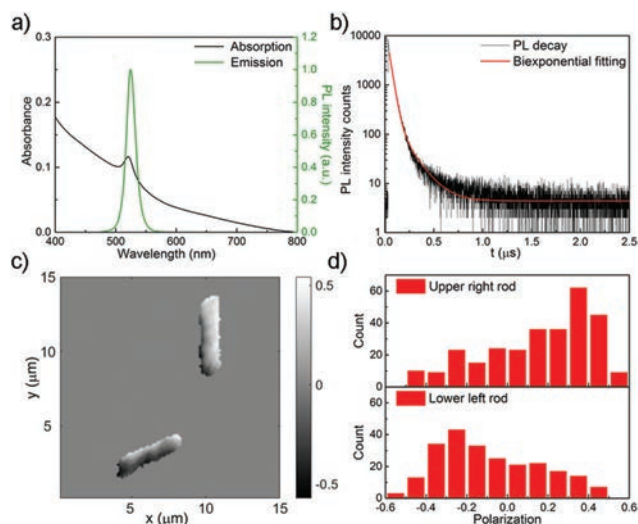 a)
Absorption
Emission
Absorbance
0.3
0.2
0.1
0.0
PL intensity (a.u.)
1.2
1.0
0.8
0.6
0.4
0.2
0.0
400 500 600 700 800
Wavelength (nm)
b)
PL decay
Biexponential fitting
PL intensity counts
10000
1000
100
10
1
0.0 0.5 1.0 1.5 2.0 2.5
t (μs)
c)
y (μm)
15
10
5
5 10 15
x (μm)
0.5
0
-0.5
d)
Upper right rod
Count
60
40
20
0
Lower left rod
Count
60
40
20
0
-0.6 -0.4 -0.2 0.0 0.2 0.4 0.6
Polarization